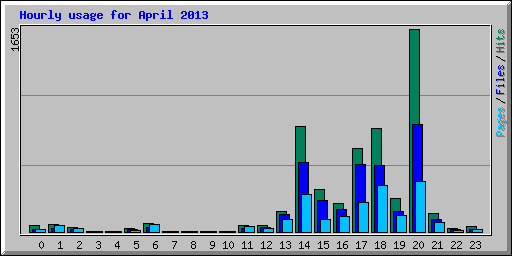 Hourly usage for April 2013
1653
Pages/Files/Hits
0 1 2 3 4 5 6 7 8 9 10 11 12 13 14 15 16 17 18 19 20 21 22 23